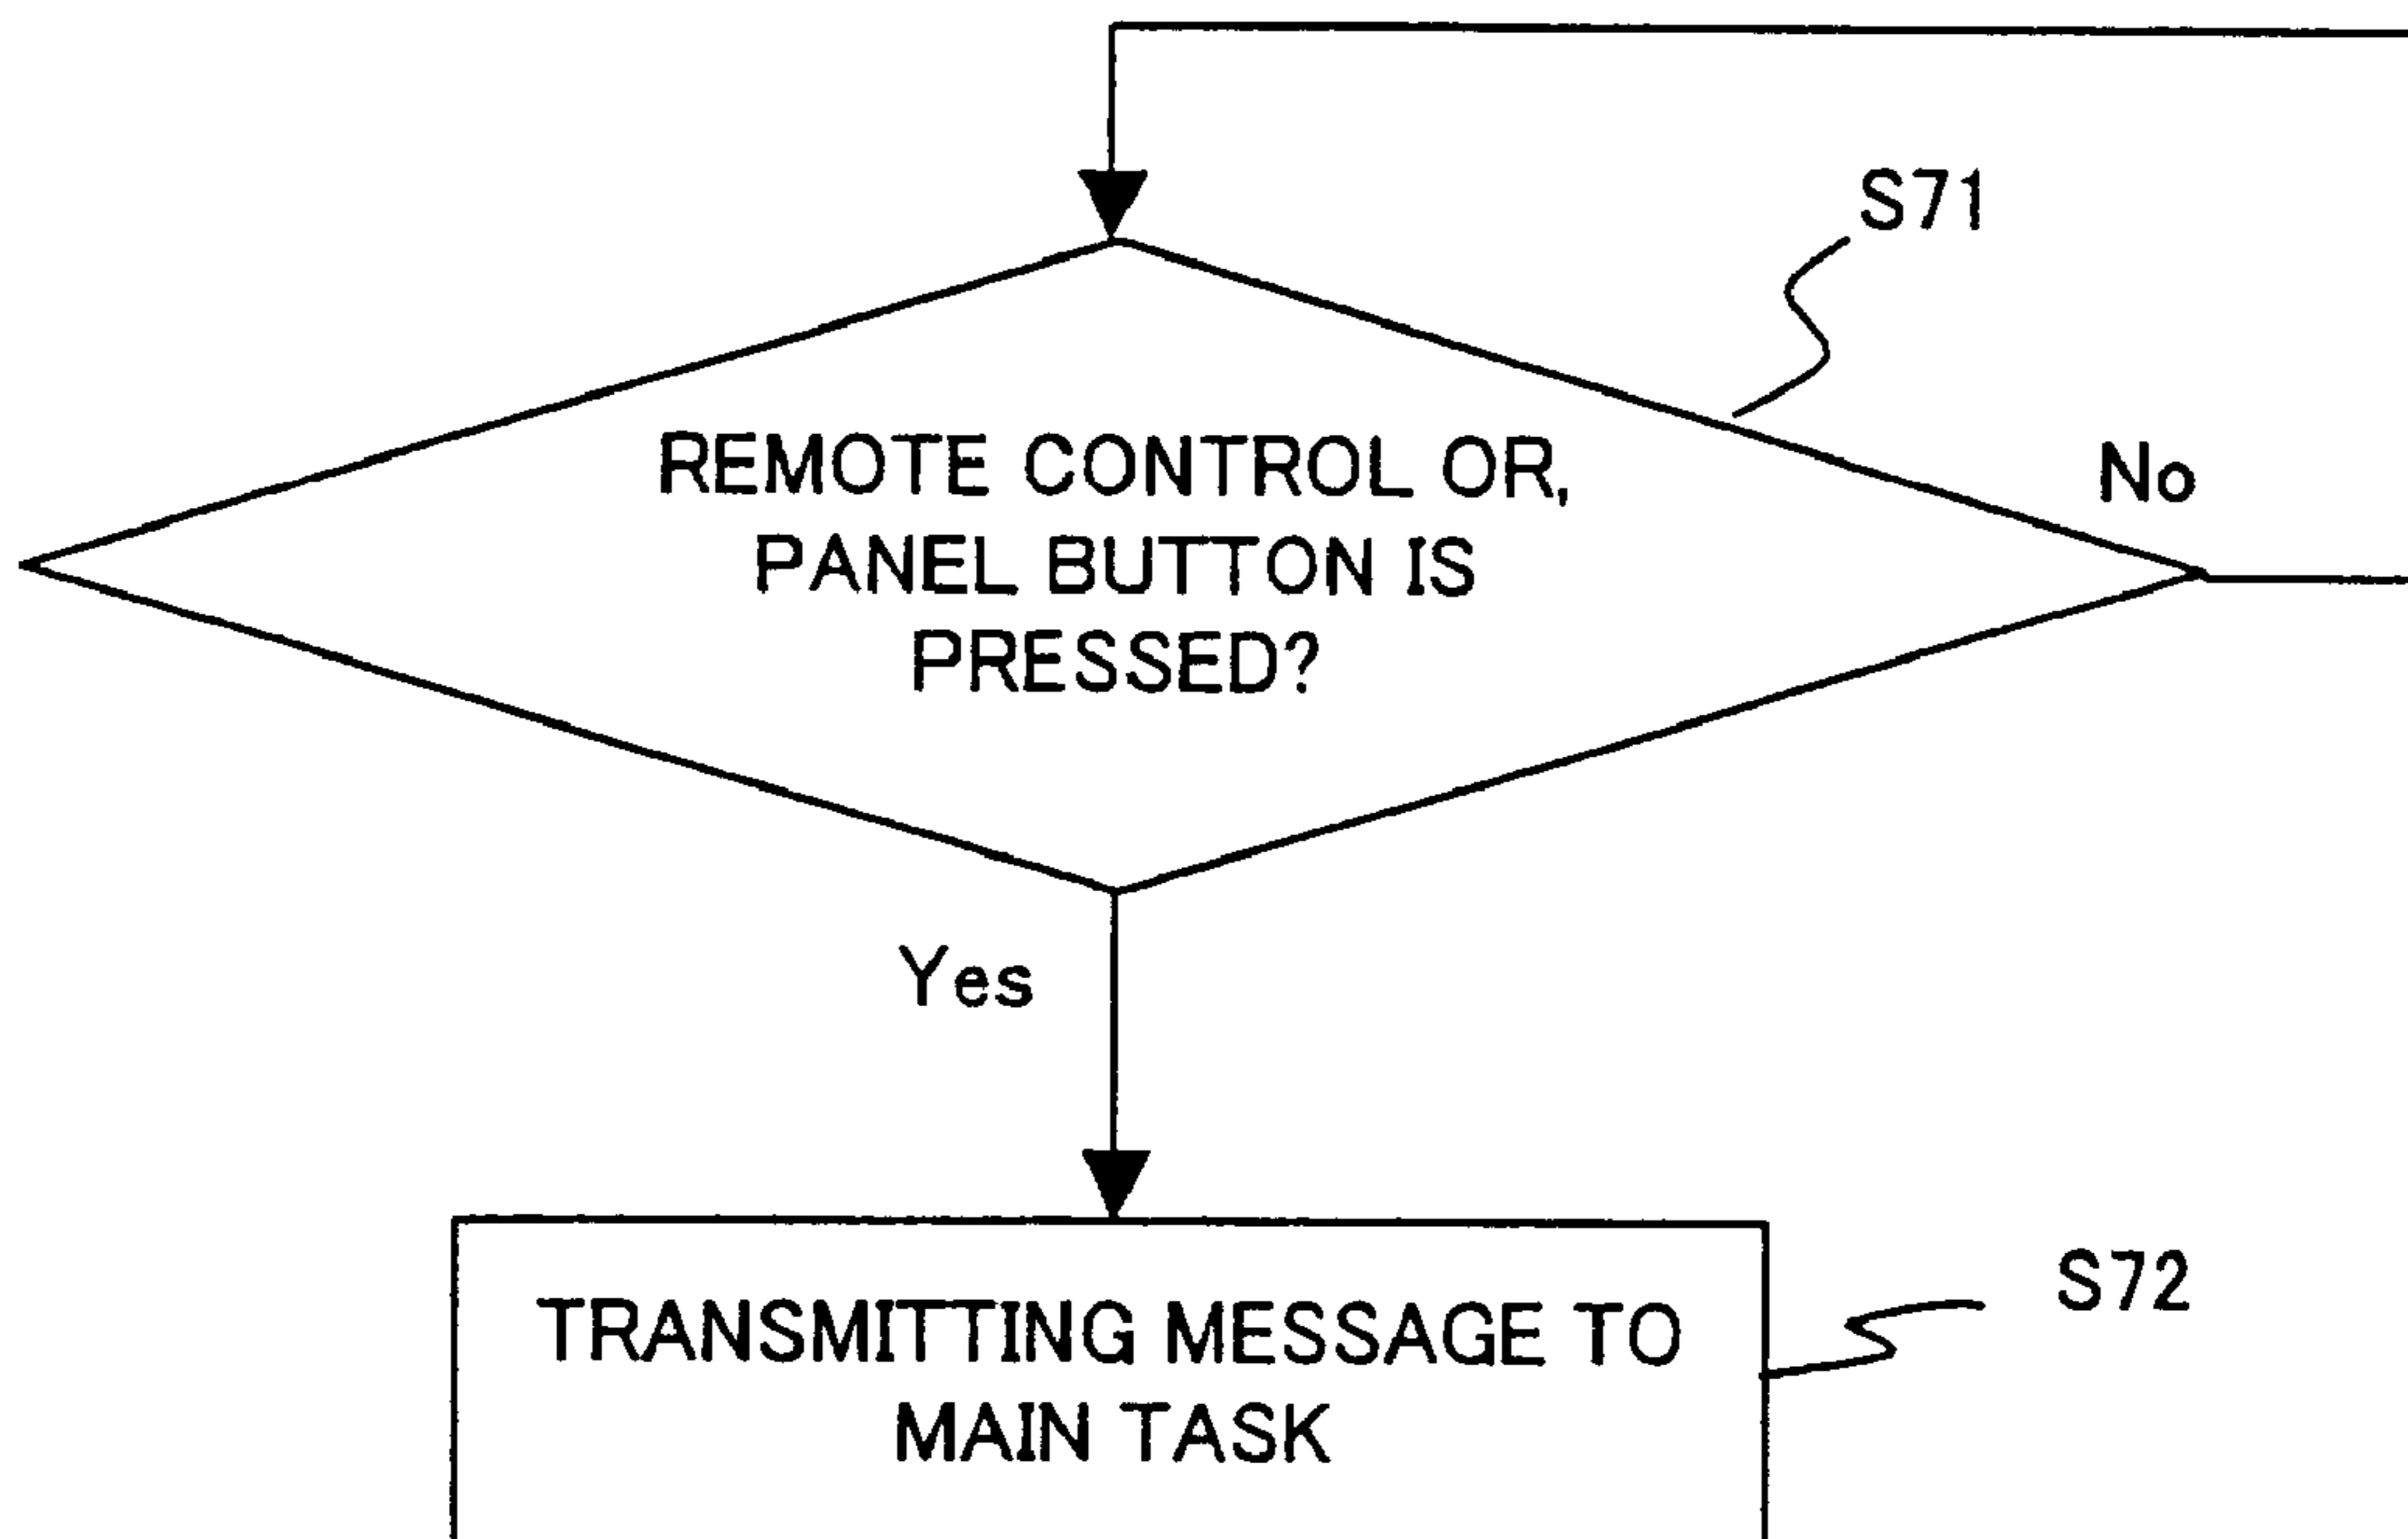 S71
REMOTE CONTROL OR,
PANEL BUTTON IS
PRESSED?
No
Yes
S72
TRANSMITTING MESSAGE TO
MAIN TASK